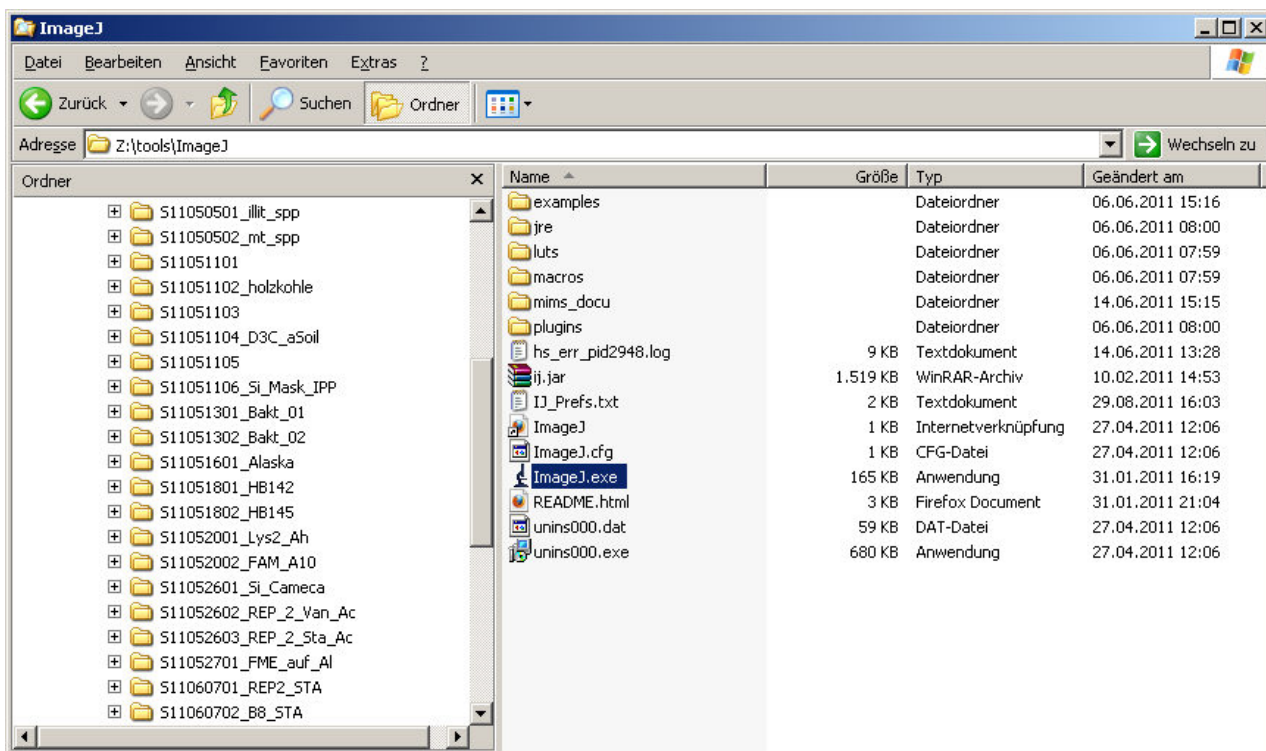 ImageJ
Datei Bearbeiten Ansicht Favoriten Extras ?
Zurück Suchen Ordner
Adresse Z:\tools\ImageJ Wechseln zu
Ordner
S11050501_illit_spp
S11050502_mt_spp
S11051101
S11051102_holzkohle
S11051103
S11051104_D3C_aSoil
S11051105
S11051106_Si_Mask_IPP
S11051301_Bakt_01
S11051302_Bakt_02
S11051601_Alaska
S11051801_HB142
S11051802_HB145
S11052001_Lys2_Ah
S11052002_FAM_A10
S11052601_Si_Cameca
S11052602_REP_2_Van_Ac
S11052603_REP_2_Sta_Ac
S11052701_FME_auf_Al
S11060701_REP2_STA
S11060702_B8_STA
Name Größe Typ Geändert am
examples Dateiordner 06.06.2011 15:16
jre Dateiordner 06.06.2011 08:00
luts Dateiordner 06.06.2011 07:59
macros Dateiordner 06.06.2011 07:59
mims_docu Dateiordner 14.06.2011 15:15
plugins Dateiordner 06.06.2011 08:00
hs_err_pid2948.log 9 KB Textdokument 14.06.2011 13:28
ij.jar 1.519 KB WinRAR-Archiv 10.02.2011 14:53
IJ_Prefs.txt 2 KB Textdokument 29.08.2011 16:03
ImageJ 1 KB Internetverknüpfung 27.04.2011 12:06
ImageJ.cfg 1 KB CFG-Datei 27.04.2011 12:06
ImageJ.exe 165 KB Anwendung 31.01.2011 16:19
README.html 3 KB Firefox Document 31.01.2011 21:04
unins000.dat 59 KB DAT-Datei 27.04.2011 12:06
unins000.exe 680 KB Anwendung 27.04.2011 12:06